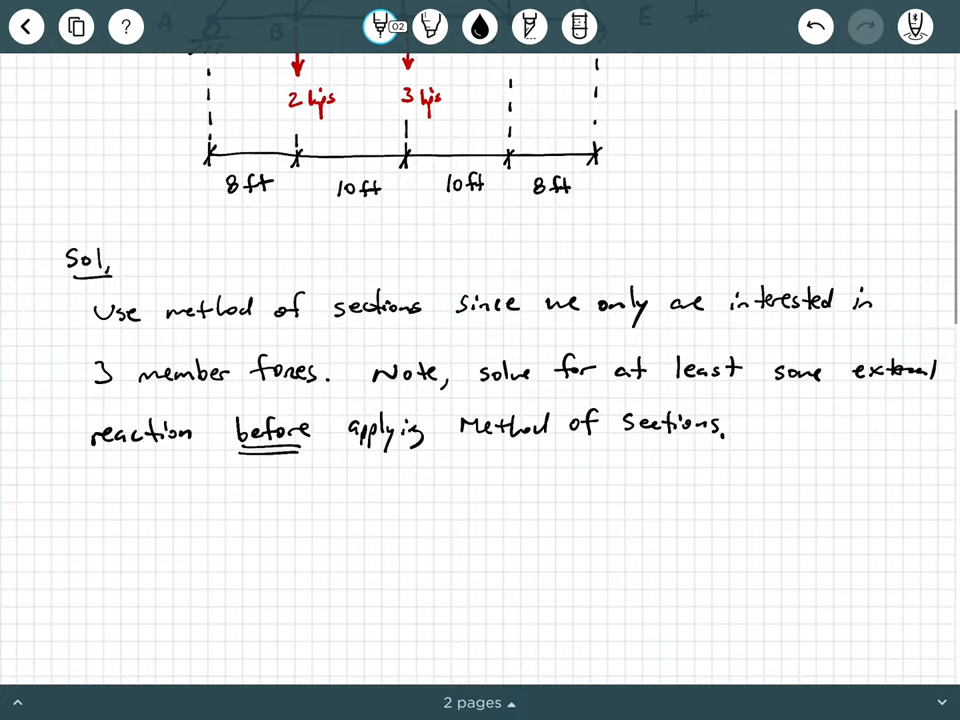 A B E
02
2 kips 3 kips
8 ft 10 ft 10 ft 8 ft
Sol.
Use method of sections since we only are interested in
3 member forces. Note, solve for at least some external
reaction before applying Method of Sections.
2 pages